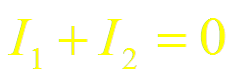 I₁ + I₂ = 0